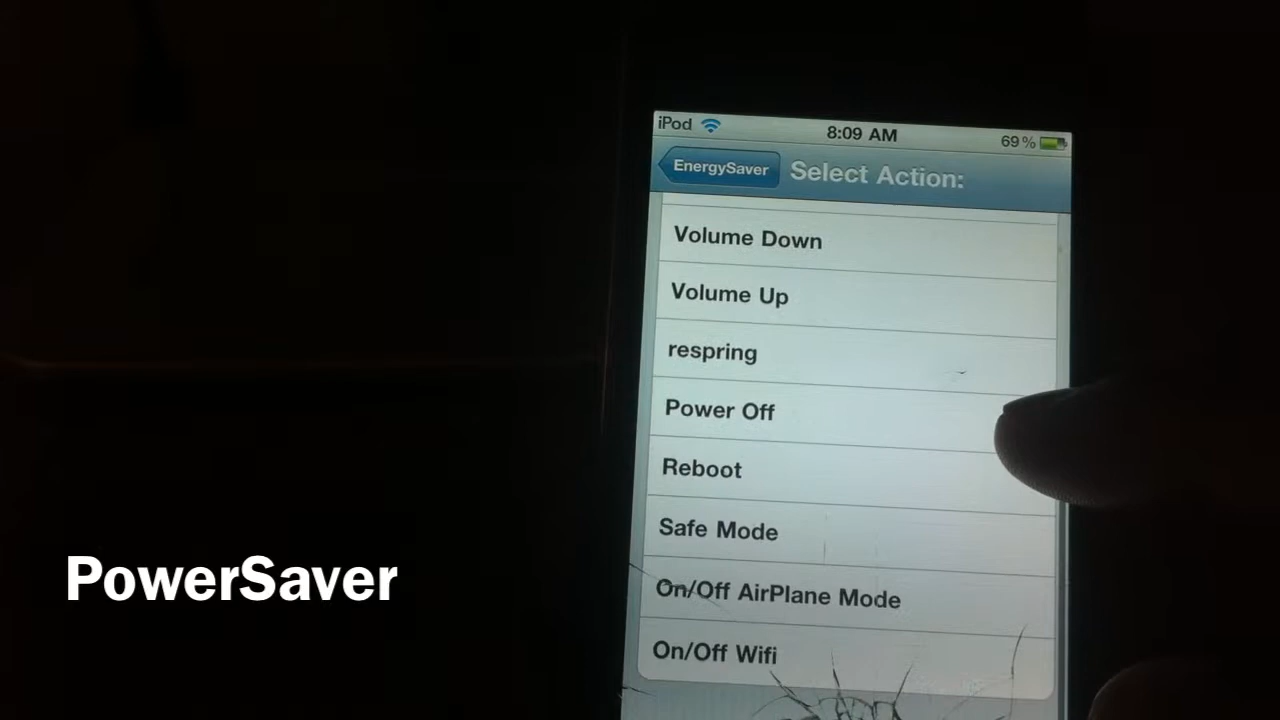 iPod 8:09 AM 69%
EnergySaver Select Action:
Volume Down
Volume Up
respring
Power Off
Reboot
Safe Mode
On/Off AirPlane Mode
On/Off Wifi
PowerSaver